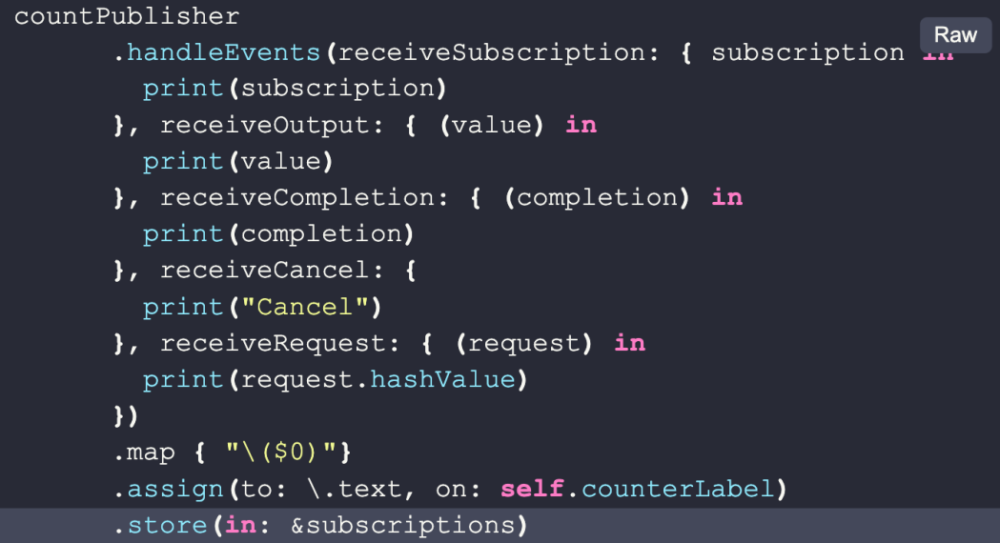 countPublisher
Raw
.handleEvents(receiveSubscription: { subscription in
print(subscription)
}, receiveOutput: { (value) in
print(value)
}, receiveCompletion: { (completion) in
print(completion)
}, receiveCancel: {
print("Cancel")
}, receiveRequest: { (request) in
print(request.hashValue)
})
.map { "\($0)"}
.assign(to: \.text, on: self.counterLabel)
.store(in: &subscriptions)